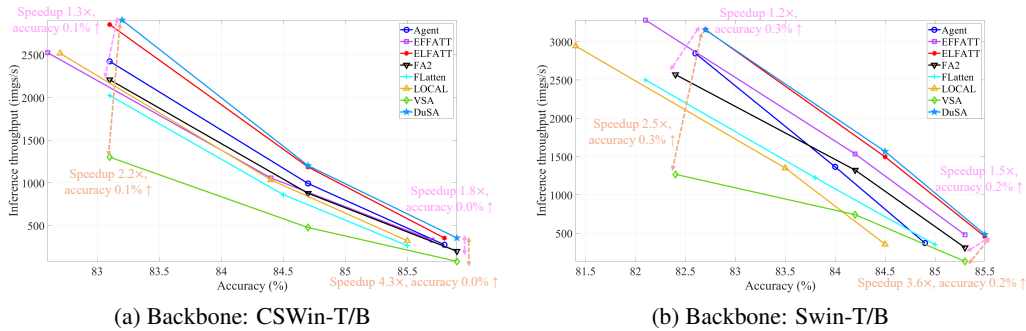 Speedup 1.3×,
accuracy 0.1% ↑
Speedup 2.2×,
accuracy 0.1% ↑
Speedup 1.8×,
accuracy 0.0% ↑
Speedup 4.3×, accuracy 0.0% ↑
Agent
EFFATT
ELFATT
FA2
FLatten
LOCAL
VSA
DuSA
Inference throughput (imgs/s)
2500
2000
1500
1000
500
83
83.5
84
84.5
85
85.5
Accuracy (%)
(a) Backbone: CSWin-T/B
Speedup 1.2×,
accuracy 0.3% ↑
Speedup 2.5×,
accuracy 0.3% ↑
Speedup 1.5×,
accuracy 0.2% ↑
Speedup 3.6×, accuracy 0.2% ↑
Agent
EFFATT
ELFATT
FA2
FLatten
LOCAL
VSA
DuSA
Inference throughput (imgs/s)
3000
2500
2000
1500
1000
500
81.5
82
82.5
83
83.5
84
84.5
85
85.5
Accuracy (%)
(b) Backbone: Swin-T/B